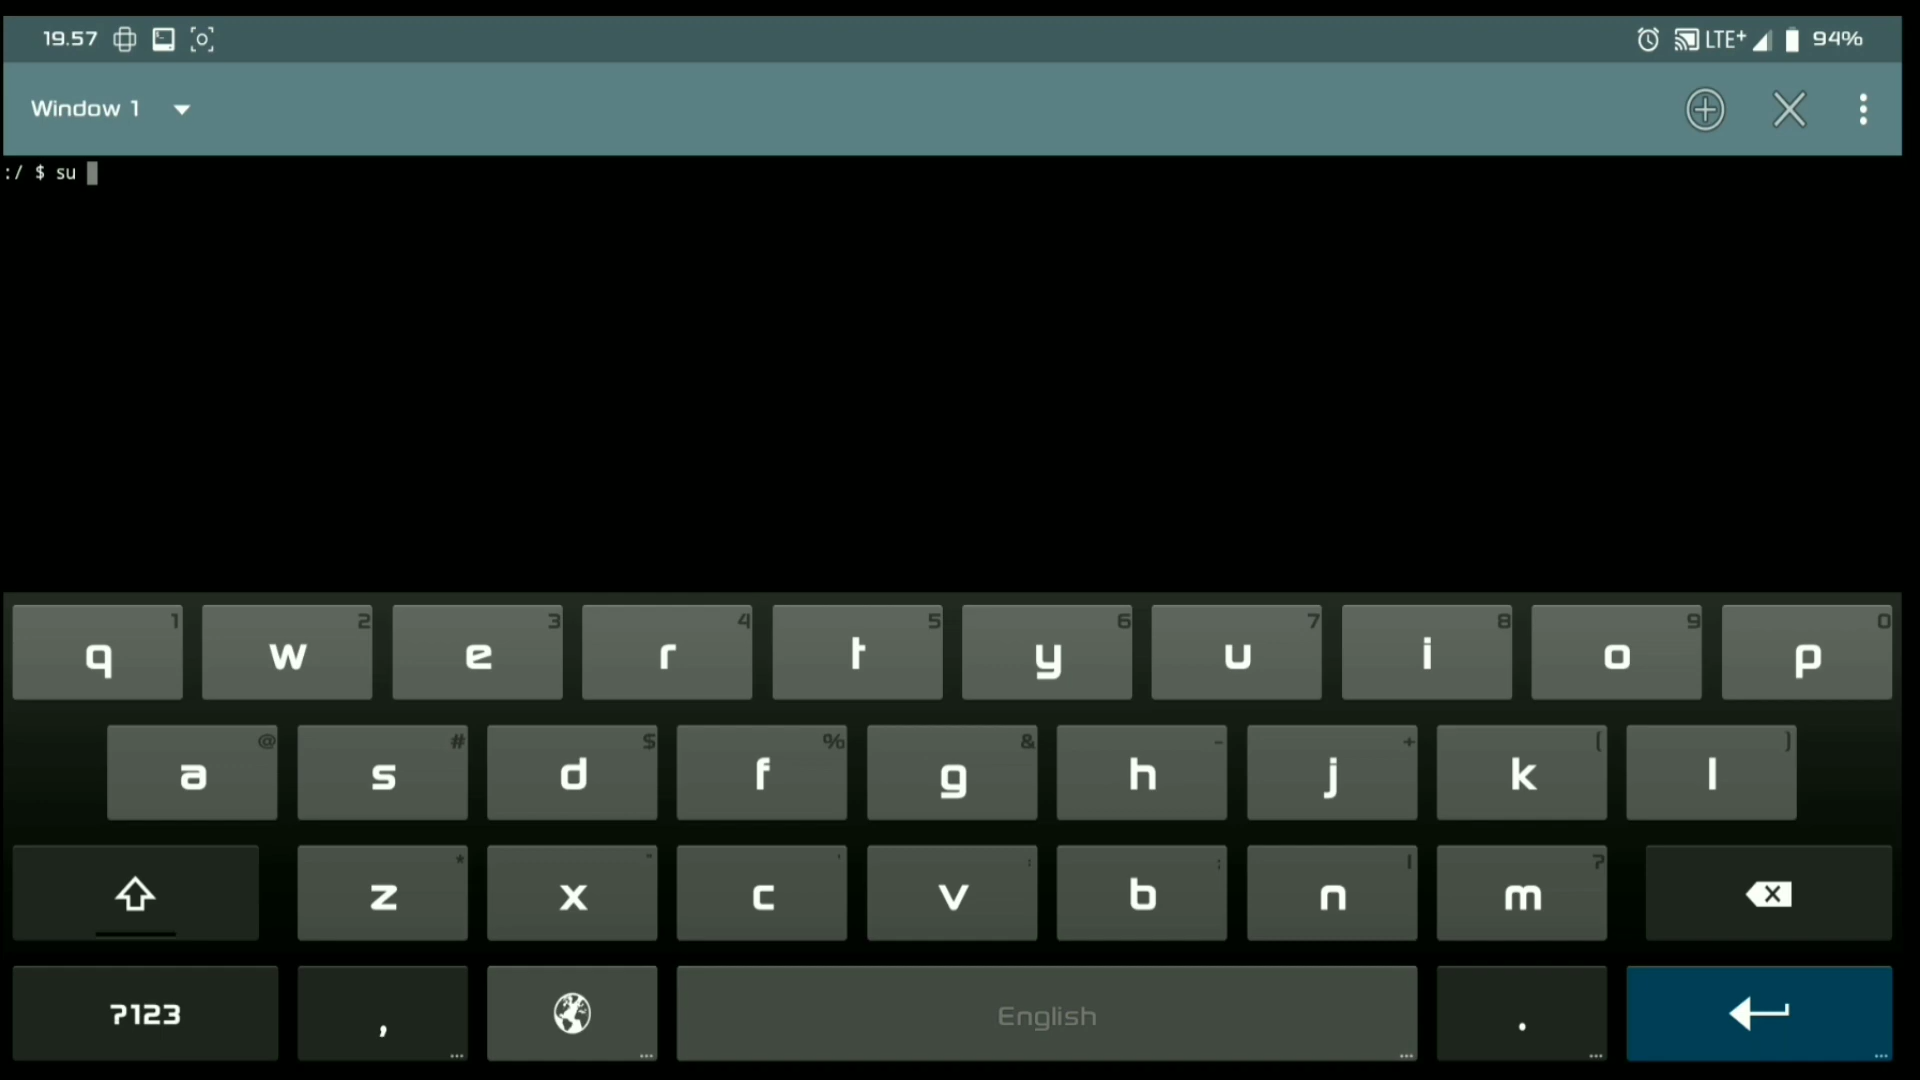 19.57 LTE+ 94%
Window 1
:/ $ su
1 2 3 4 5 6 7 8 9 0
q w e r t y u i o p
@ # $ % & - + ( )
a s d f g h j k l
* " ' : ; ! ?
z x c v b n m
?123 , English .